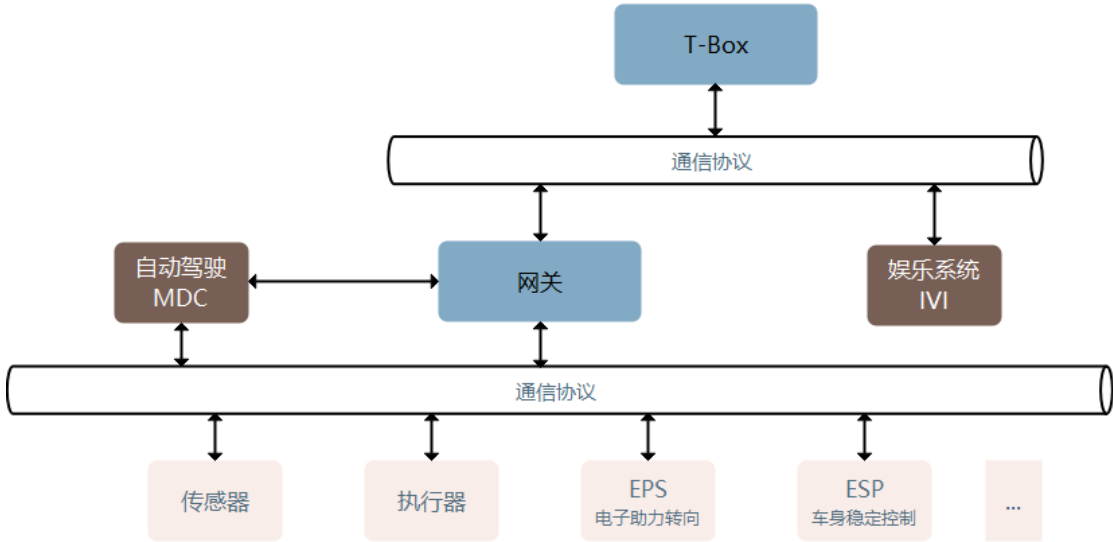 T-Box
通信协议
自动驾驶
MDC
网关
娱乐系统
IVI
通信协议
传感器
执行器
EPS
电子助力转向
ESP
车身稳定控制
...